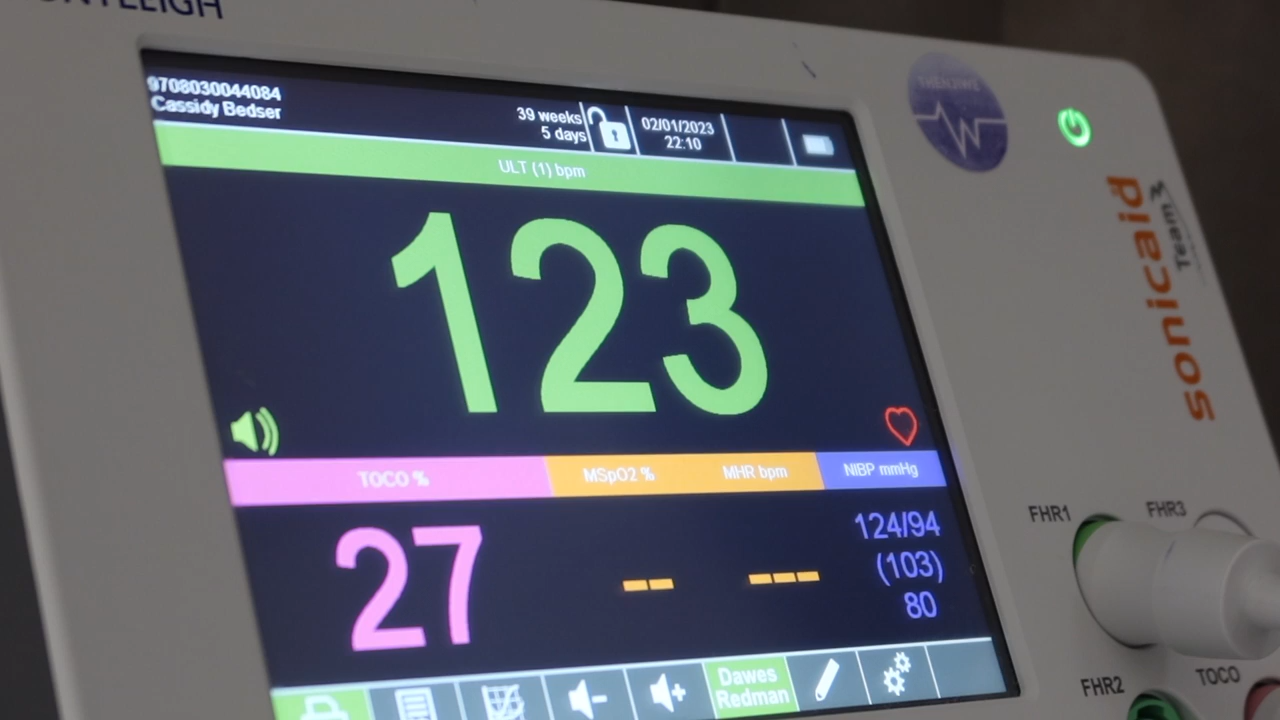 9708030044084
Cassidy Bedser
39 weeks
5 days
02/01/2023
22:10
ULT (1) bpm
123
TOCO %
MSpO2 %
MHR bpm
NIBP mmHg
27
-- ---
124/94
(103)
80
Dawes
Redman
sonicaid
Team3
FHR1
FHR3
FHR2
TOCO